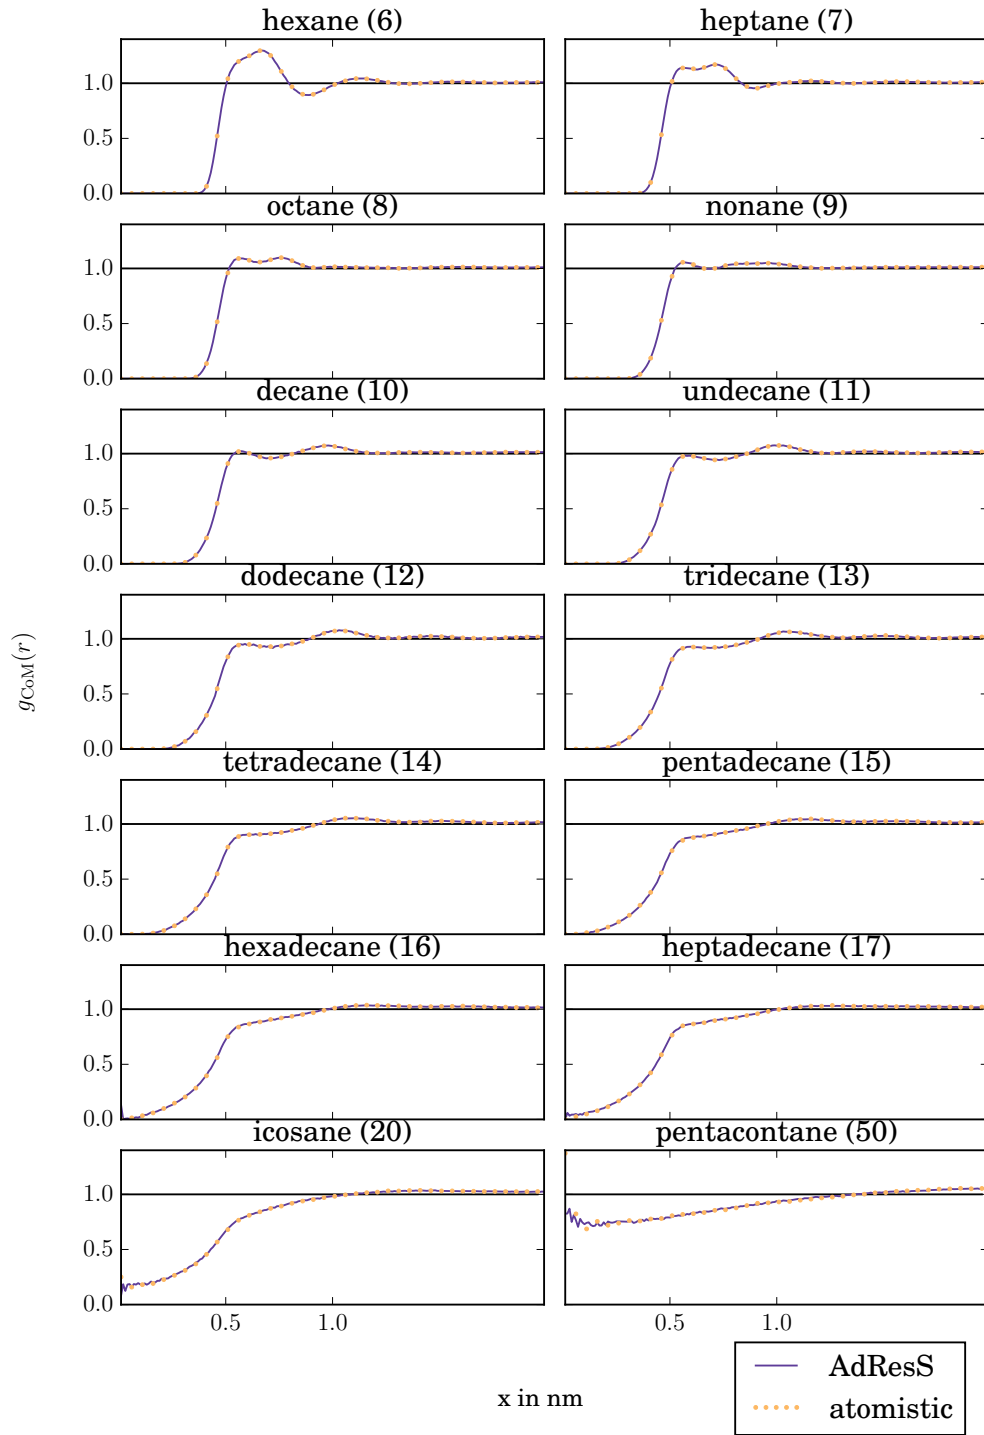 hexane (6) heptane (7)
1.0
0.5
0.0
octane (8) nonane (9)
1.0
0.5
0.0
decane (10) undecane (11)
1.0
0.5
0.0
dodecane (12) tridecane (13)
1.0
0.5
0.0
tetradecane (14) pentadecane (15)
1.0
0.5
0.0
hexadecane (16) heptadecane (17)
1.0
0.5
0.0
icosane (20) pentacontane (50)
1.0
0.5
0.0
0.5 1.0 0.5 1.0
g_CoM(r)
x in nm
AdResS
atomistic